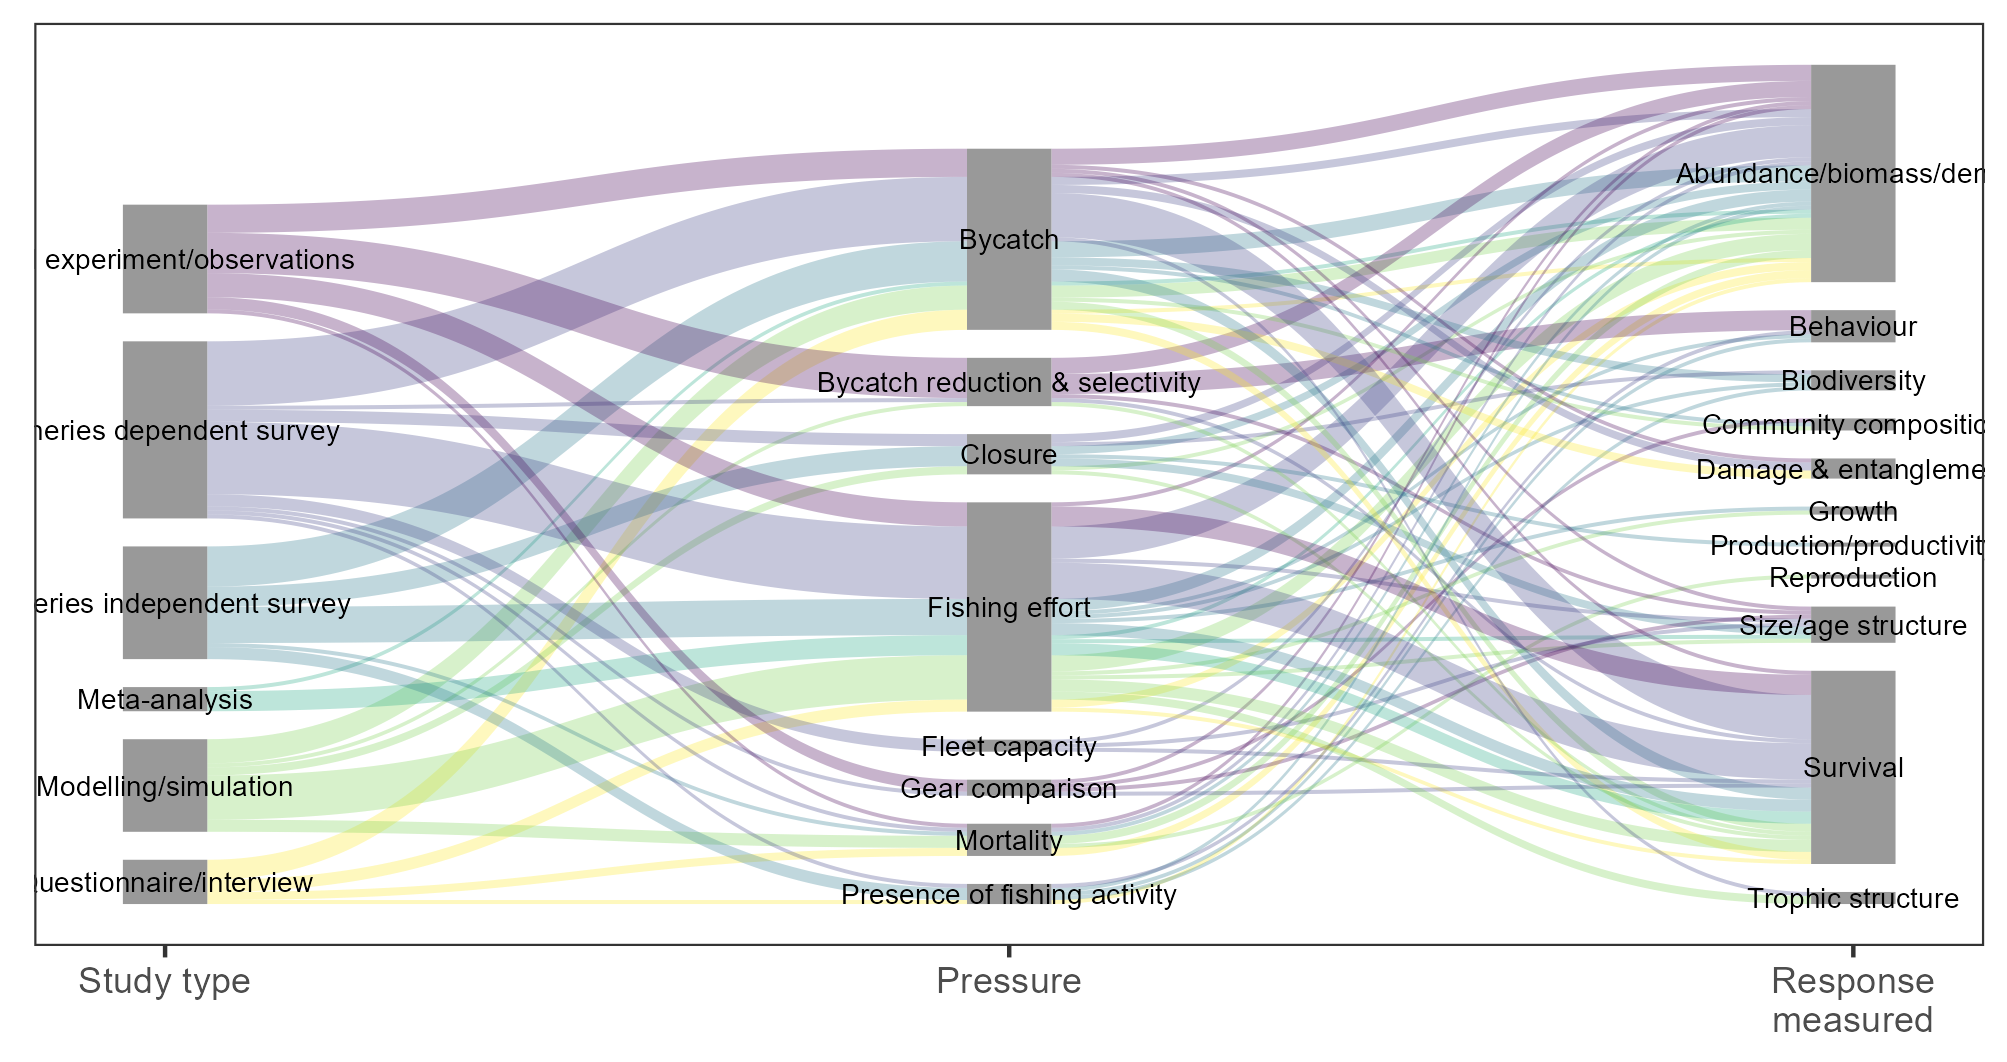 experiment/observations
heries dependent survey
eries independent survey
Meta-analysis
Modelling/simulation
uestionnaire/interview
Bycatch
Bycatch reduction & selectivity
Closure
Fishing effort
Fleet capacity
Gear comparison
Mortality
Presence of fishing activity
Abundance/biomass/den
Behaviour
Biodiversity
Community compositio
Damage & entangleme
Growth
Production/productivit
Reproduction
Size/age structure
Survival
Trophic structure
Study type
Pressure
Response
measured